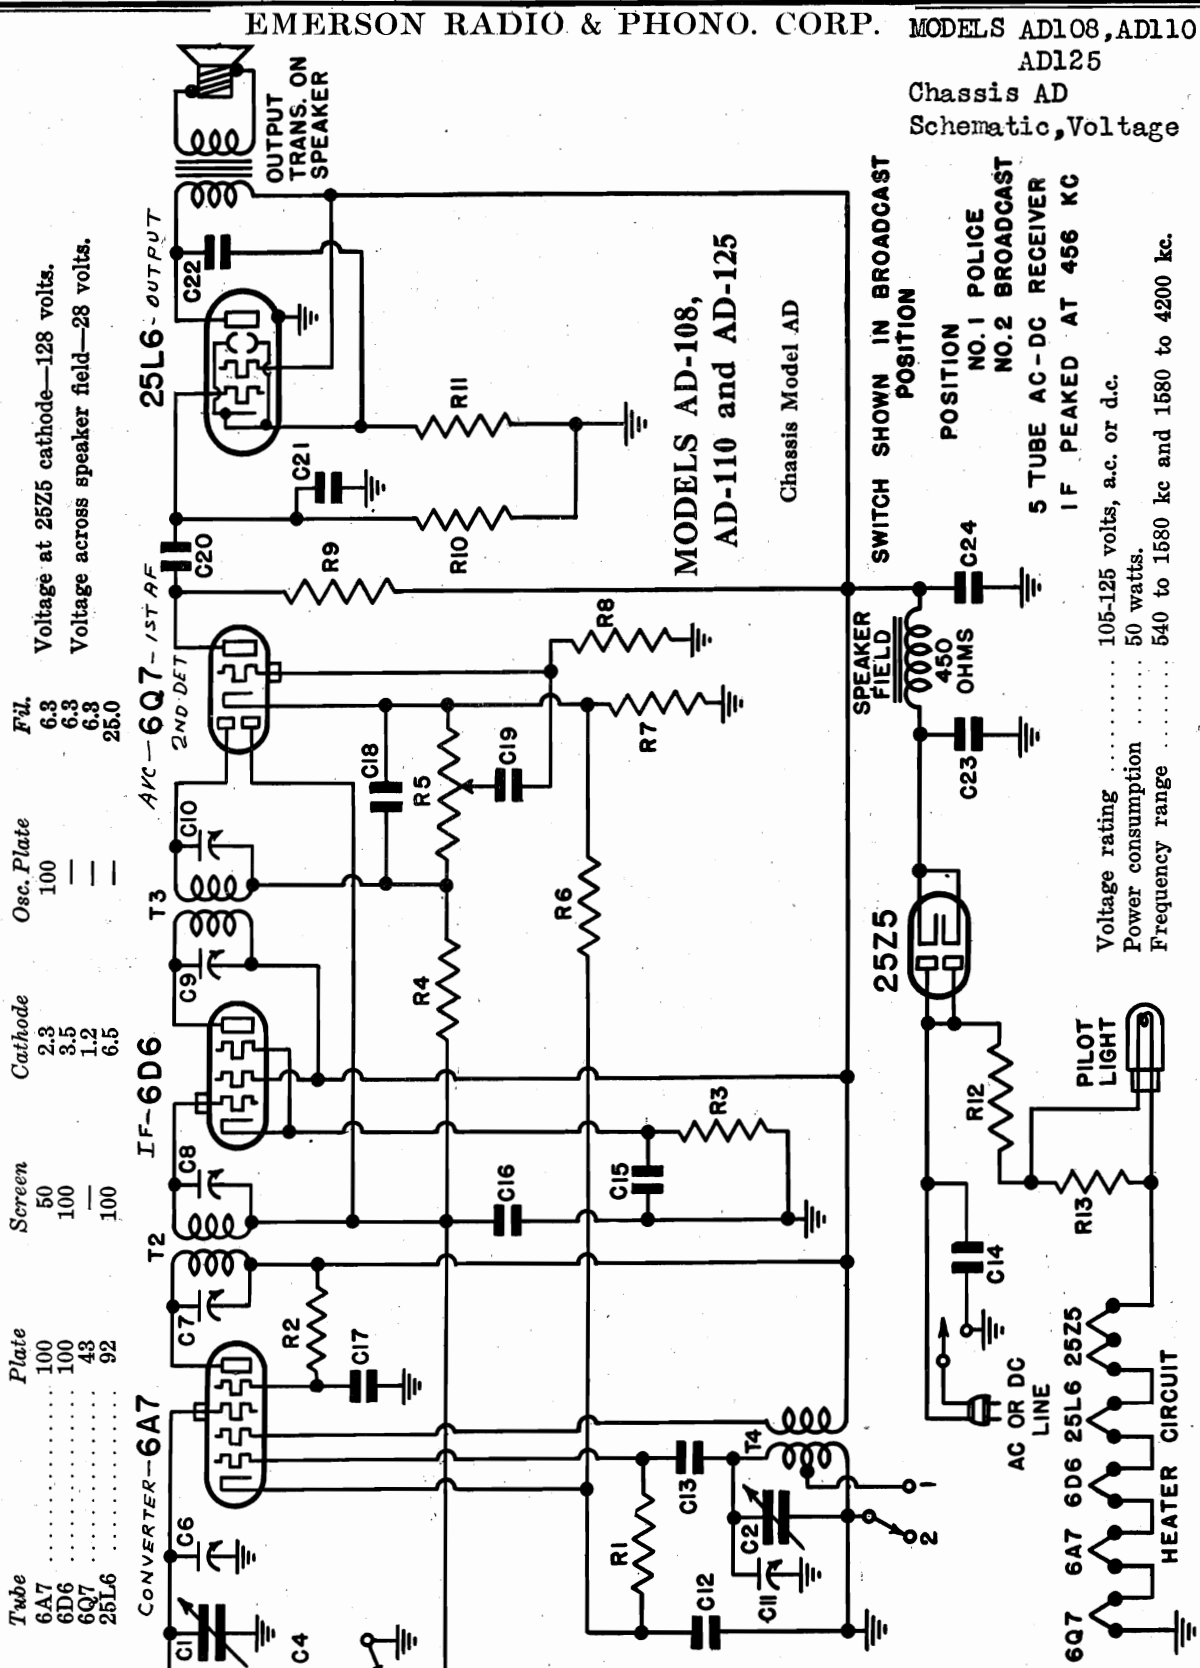 EMERSON RADIO & PHONO. CORP.
MODELS AD108,AD110
AD125
Chassis AD
Schematic,Voltage
Tube Plate Screen Cathode Osc. Plate Fil.
6A7 .......... 100 50 2.3 100 6.3
6D6 .......... 100 100 3.5 — 6.3
6Q7 .......... 43 — 1.2 — 6.3
25L6 .......... 92 100 6.5 — 25.0
Voltage at 25Z5 cathode—128 volts.
Voltage across speaker field—28 volts.
CONVERTER—6A7
IF—6D6
AVC—6Q7-1ST AF
2ND DET
25L6-OUTPUT
OUTPUT
TRANS. ON
SPEAKER
C1
C4
C6
C7
T2
C8
C9
T3
C10
C20
C22
R2
C17
C18
R5
C19
R8
R9
C21
R10
R11
R4
R6
R7
C16
C15
R3
R1
C13
T4
C12
C11
C2
1
2
MODELS AD-108,
AD-110 and AD-125
Chassis Model AD
SWITCH SHOWN IN BROADCAST
POSITION
POSITION
NO. 1 POLICE
NO. 2 BROADCAST
5 TUBE AC-DC RECEIVER
IF PEAKED AT 456 KC
SPEAKER
FIELD
450
OHMS
C23
C24
25Z5
R12
R13
C14
PILOT
LIGHT
AC OR DC
LINE
6Q7 6A7 6D6 25L6 25Z5
HEATER CIRCUIT
Voltage rating .......... 105-125 volts, a.c. or d.c.
Power consumption ...... 50 watts.
Frequency range ........ 540 to 1580 kc and 1580 to 4200 kc.